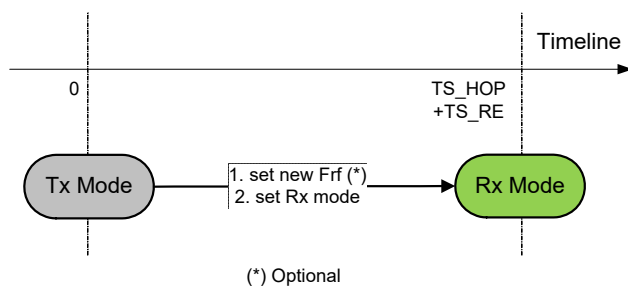 Timeline
0
TS_HOP
+TS_RE
Tx Mode
1. set new Frf (*)
2. set Rx mode
Rx Mode
(*) Optional